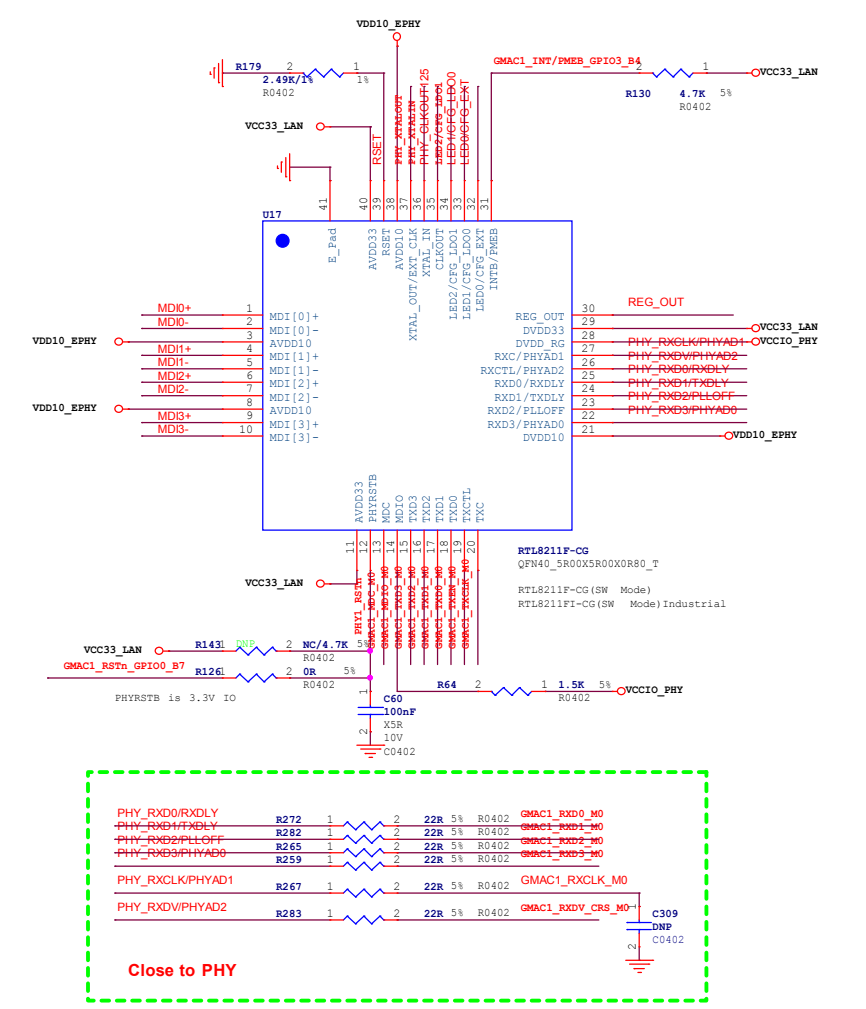 VDD10_EPHY
R179 2 1
2.49K/1% 1%
R0402
GMAC1_INT/PMEB_GPIO3_B4
2 1
VCC33_LAN
R130 4.7K 5%
R0402
VCC33_LAN
RSET
PHY_XTALOUT
PHY_XTALIN
PHY_CLKOUT125
LED2/CFG_LDO1
LED1/CFG_LDO0
LED0/CFG_EXT
41
40
39
38
37
36
35
34
33
32
31
U17
E_Pad
AVDD33
RSET
AVDD10
XTAL_OUT/EXT_CLK
XTAL_IN
CLKOUT
LED2/CFG_LDO1
LED1/CFG_LDO0
LED0/CFG_EXT
INTB/PMEB
MDI0+ 1 MDI[0]+
MDI0- 2 MDI[0]-
VDD10_EPHY 3 AVDD10
MDI1+ 4 MDI[1]+
MDI1- 5 MDI[1]-
MDI2+ 6 MDI[2]+
MDI2- 7 MDI[2]-
VDD10_EPHY 8 AVDD10
MDI3+ 9 MDI[3]+
MDI3- 10 MDI[3]-
REG_OUT 30 REG_OUT
DVDD33 29 VCC33_LAN
DVDD_RG 28 VCCIO_PHY
RXC/PHYAD1 27 PHY_RXCLK/PHYAD1
RXCTL/PHYAD2 26 PHY_RXDV/PHYAD2
RXD0/RXDLY 25 PHY_RXD0/RXDLY
RXD1/TXDLY 24 PHY_RXD1/TXDLY
RXD2/PLLOFF 23 PHY_RXD2/PLLOFF
RXD3/PHYAD0 22 PHY_RXD3/PHYAD0
DVDD10 21 VDD10_EPHY
AVDD33
PHYRSTB
MDC
MDIO
TXD3
TXD2
TXD1
TXD0
TXCTL
TXC
11
12
13
14
15
16
17
18
19
20
RTL8211F-CG
QFN40_5R00X5R00X0R80_T
RTL8211F-CG(SW Mode)
RTL8211FI-CG(SW Mode)Industrial
VCC33_LAN
PHY1_RSTn
GMAC1_MDC_M0
GMAC1_MDIO_M0
GMAC1_TXD3_M0
GMAC1_TXD2_M0
GMAC1_TXD1_M0
GMAC1_TXD0_M0
GMAC1_TXEN_M0
GMAC1_TXCLK_M0
VCC33_LAN R143 1 DNP 2 NC/4.7K 5%
R0402
GMAC1_RSTn_GPIO0_B7
R126 1 2 0R 5%
R0402
PHYRSTB is 3.3V IO
R64 2 1 1.5K 5% VCCIO_PHY
R0402
1
C60
100nF
X5R
10V
2
C0402
PHY_RXD0/RXDLY R272 1 2 22R 5% R0402 GMAC1_RXD0_M0
PHY_RXD1/TXDLY R282 1 2 22R 5% R0402 GMAC1_RXD1_M0
PHY_RXD2/PLLOFF R265 1 2 22R 5% R0402 GMAC1_RXD2_M0
PHY_RXD3/PHYAD0 R259 1 2 22R 5% R0402 GMAC1_RXD3_M0
PHY_RXCLK/PHYAD1 R267 1 2 22R 5% R0402 GMAC1_RXCLK_M0
PHY_RXDV/PHYAD2 R283 1 2 22R 5% R0402 GMAC1_RXDV_CRS_M0
1
C309
DNP
2
C0402
Close to PHY